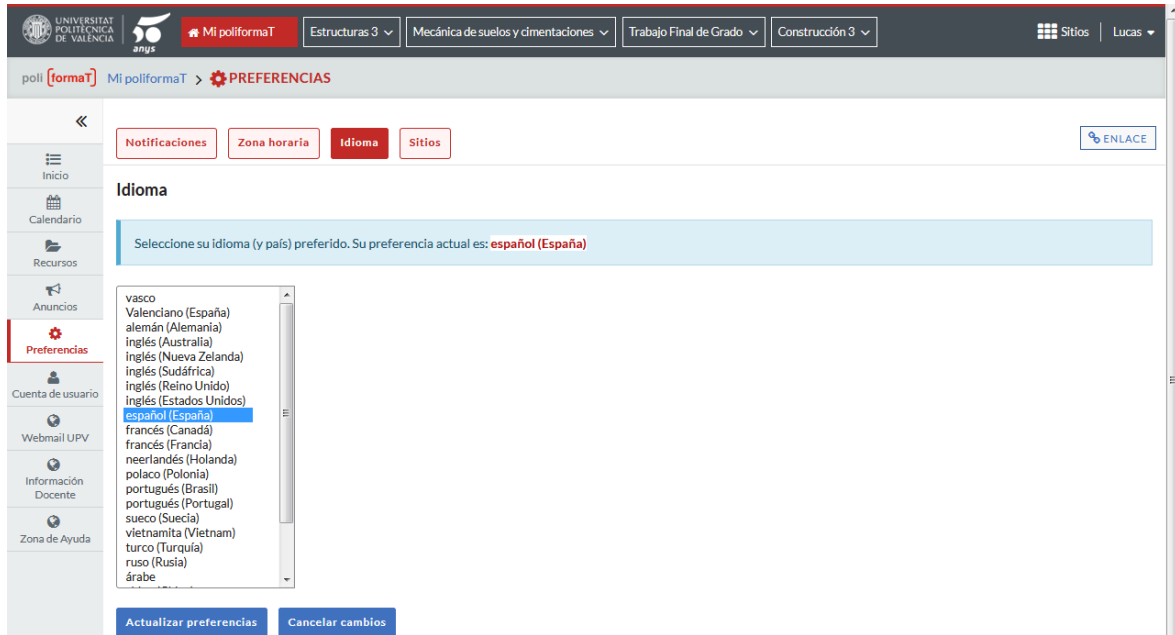 UNIVERSITAT
POLITÈCNICA
DE VALÈNCIA
50
anys
Mi poliformaT
Estructuras 3
Mecánica de suelos y cimentaciones
Trabajo Final de Grado
Construcción 3
Sitios
Lucas
poli [formaT]
Mi poliformaT > PREFERENCIAS
Inicio
Calendario
Recursos
Anuncios
Preferencias
Cuenta de usuario
Webmail UPV
Información
Docente
Zona de Ayuda
Notificaciones
Zona horaria
Idioma
Sitios
ENLACE
Idioma
Seleccione su idioma (y país) preferido. Su preferencia actual es: español (España)
vasco
Valenciano (España)
alemán (Alemania)
inglés (Australia)
inglés (Nueva Zelanda)
inglés (Sudáfrica)
inglés (Reino Unido)
inglés (Estados Unidos)
español (España)
francés (Canadá)
francés (Francia)
neerlandés (Holanda)
polaco (Polonia)
portugués (Brasil)
portugués (Portugal)
sueco (Suecia)
vietnamita (Vietnam)
turco (Turquía)
ruso (Rusia)
árabe
Actualizar preferencias
Cancelar cambios